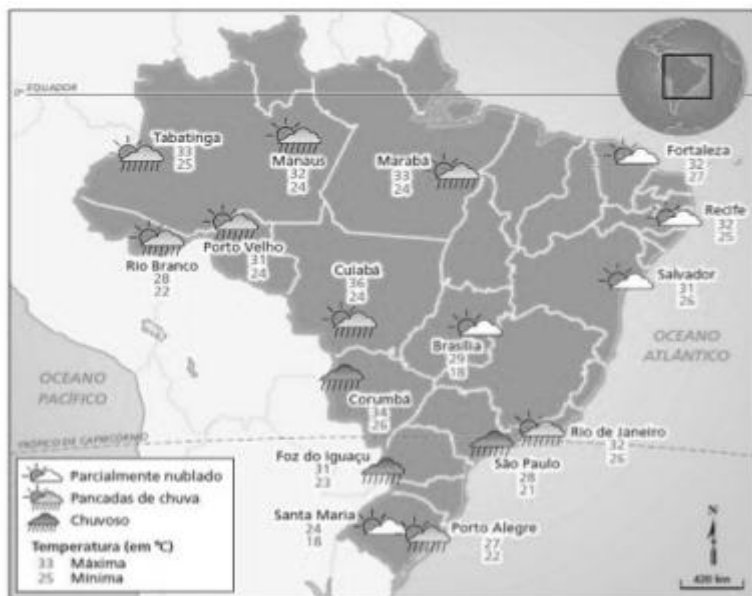 0° EQUADOR
Tabatinga
33
25
Manaus
32
24
Marabá
33
24
Fortaleza
32
27
Recife
32
25
Porto Velho
31
24
Rio Branco
28
22
Cuiabá
36
24
Salvador
31
26
Brasília
29
18
OCEANO
ATLÂNTICO
OCEANO
PACÍFICO
Corumbá
34
26
TRÓPICO DE CAPRICÓRNIO
Rio de Janeiro
32
26
São Paulo
28
21
Foz do Iguaçu
31
23
Santa Maria
24
18
Porto Alegre
27
22
Parcialmente nublado
Pancadas de chuva
Chuvoso
Temperatura (em °C)
33 Máxima
25 Mínima
N
420 km